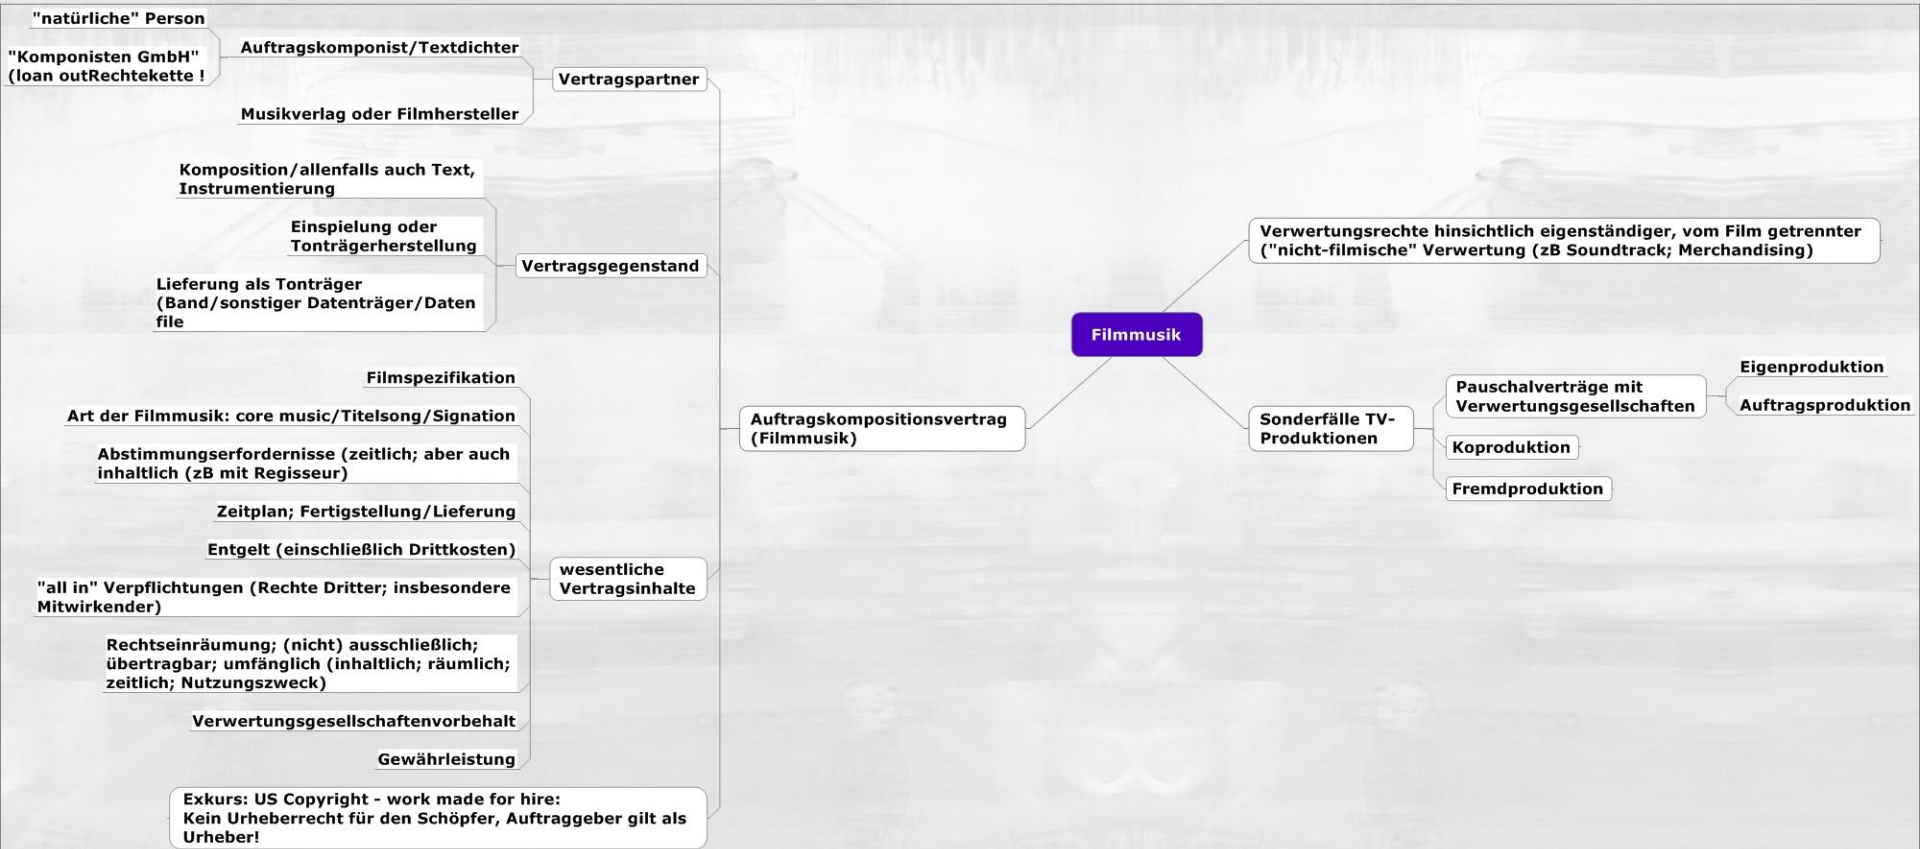 "natürliche" Person
"Komponisten GmbH"
(loan outRechtekette !
Auftragskomponist/Textdichter
Musikverlag oder Filmhersteller
Vertragspartner
Komposition/allenfalls auch Text,
Instrumentierung
Einspielung oder
Tonträgerherstellung
Lieferung als Tonträger
(Band/sonstiger Datenträger/Daten
file
Vertragsgegenstand
Filmspezifikation
Art der Filmmusik: core music/Titelsong/Signation
Abstimmungserfordernisse (zeitlich; aber auch
inhaltlich (zB mit Regisseur)
Zeitplan; Fertigstellung/Lieferung
Entgelt (einschließlich Drittkosten)
"all in" Verpflichtungen (Rechte Dritter; insbesondere
Mitwirkender)
Rechtseinräumung; (nicht) ausschließlich;
übertragbar; umfänglich (inhaltlich; räumlich;
zeitlich; Nutzungszweck)
Verwertungsgesellschaftenvorbehalt
Gewährleistung
wesentliche
Vertragsinhalte
Exkurs: US Copyright - work made for hire:
Kein Urheberrecht für den Schöpfer, Auftraggeber gilt als
Urheber!
Auftragskompositionsvertrag
(Filmmusik)
Filmmusik
Verwertungsrechte hinsichtlich eigenständiger, vom Film getrennter
("nicht-filmische" Verwertung (zB Soundtrack; Merchandising)
Sonderfälle TV-
Produktionen
Pauschalverträge mit
Verwertungsgesellschaften
Eigenproduktion
Auftragsproduktion
Koproduktion
Fremdproduktion